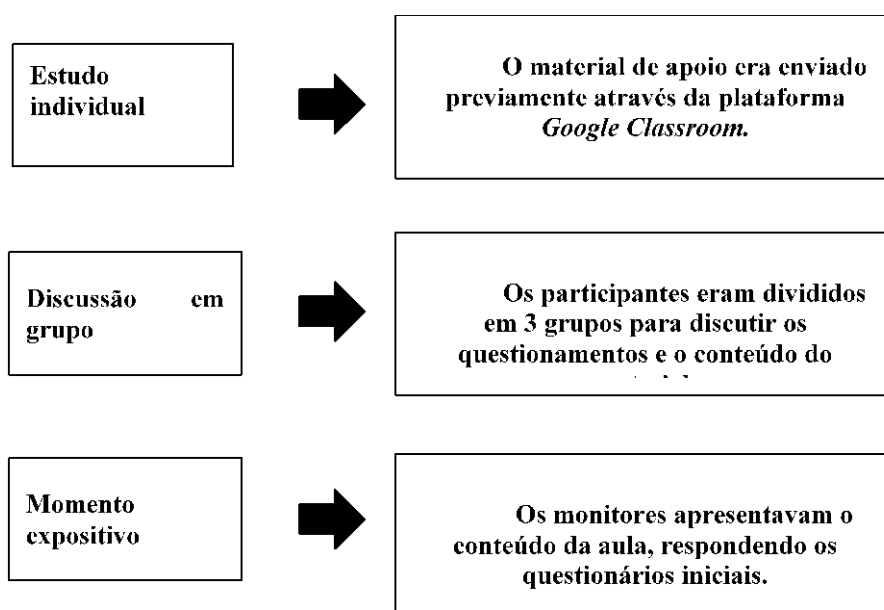 Estudo
individual
O material de apoio era enviado
previamente através da plataforma
Google Classroom.
Discussão em
grupo
Os participantes eram divididos
em 3 grupos para discutir os
questionamentos e o conteúdo do
Momento
expositivo
Os monitores apresentavam o
conteúdo da aula, respondendo os
questionários iniciais.